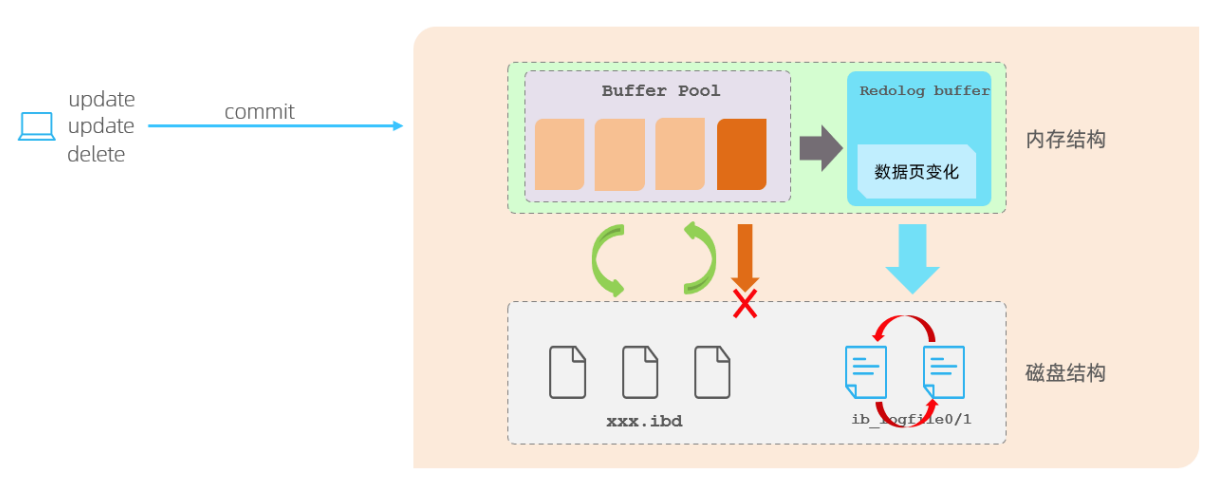 update
update
delete
commit
Buffer Pool
Redolog buffer
数据页变化
内存结构
xxx.ibd
ib_logfile0/1
磁盘结构